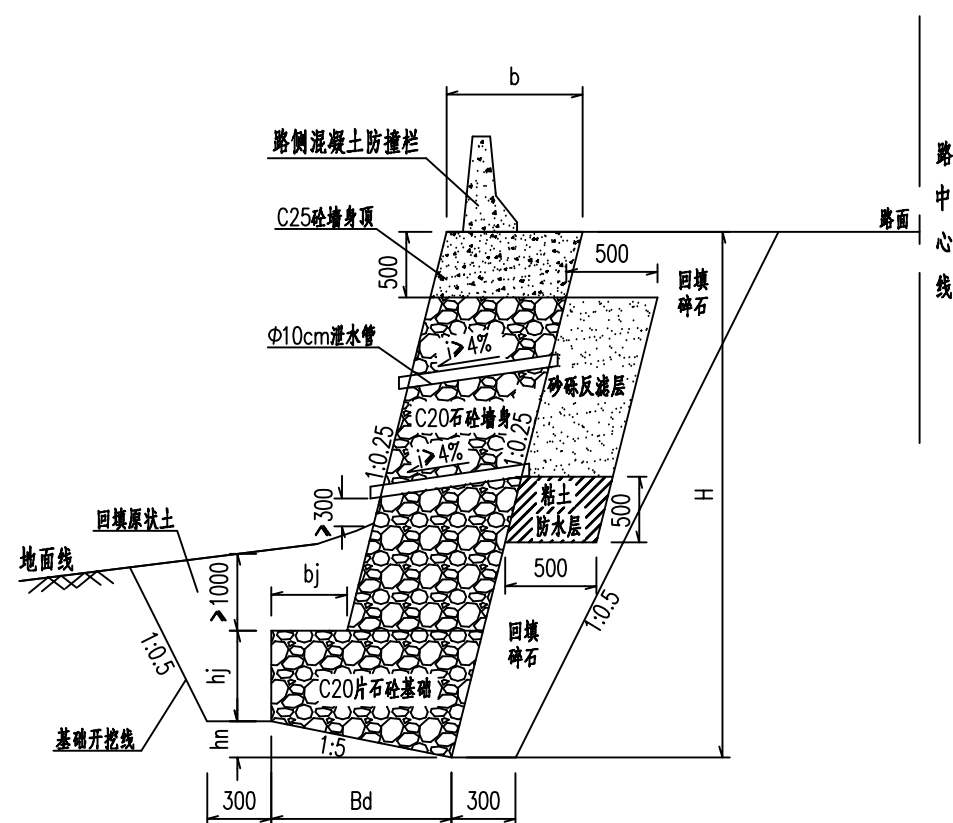 b
路侧混凝土防撞栏
路中心线
C25砼墙身顶
路面
500
500
回填
碎石
Φ10cm泄水管
i>4%
砂砾反滤层
C20石砼墙身
1:0.25
1:0.25
i>4%
H
粘土
防水层
500
>300
回填原状土
地面线
>1000
bj
500
1:0.5
1:0.5
回填
碎石
hj
C20片石砼基础
基础开挖线
hn
1:5
300
Bd
300